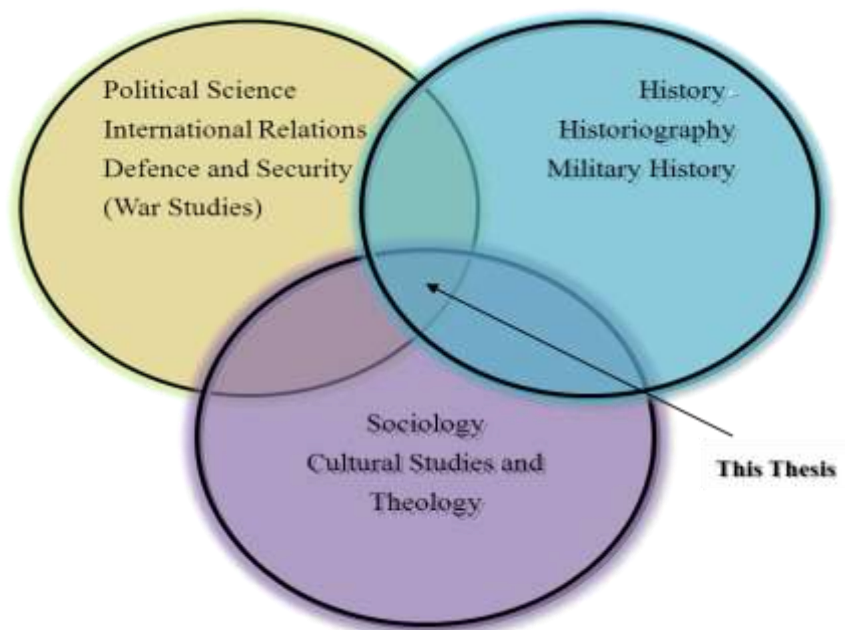 Political Science
International Relations
Defence and Security
(War Studies)
History
Historiography
Military History
Sociology
Cultural Studies and
Theology
This Thesis